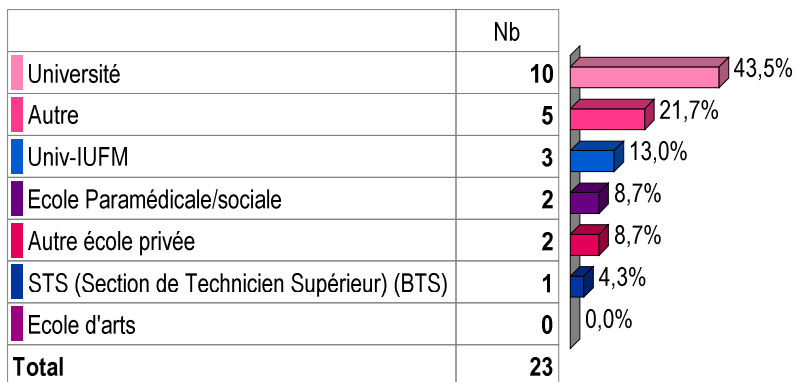 Nb
Université 10 43,5%
Autre 5 21,7%
Univ-IUFM 3 13,0%
Ecole Paramédicale/sociale 2 8,7%
Autre école privée 2 8,7%
STS (Section de Technicien Supérieur) (BTS) 1 4,3%
Ecole d'arts 0 0,0%
Total 23